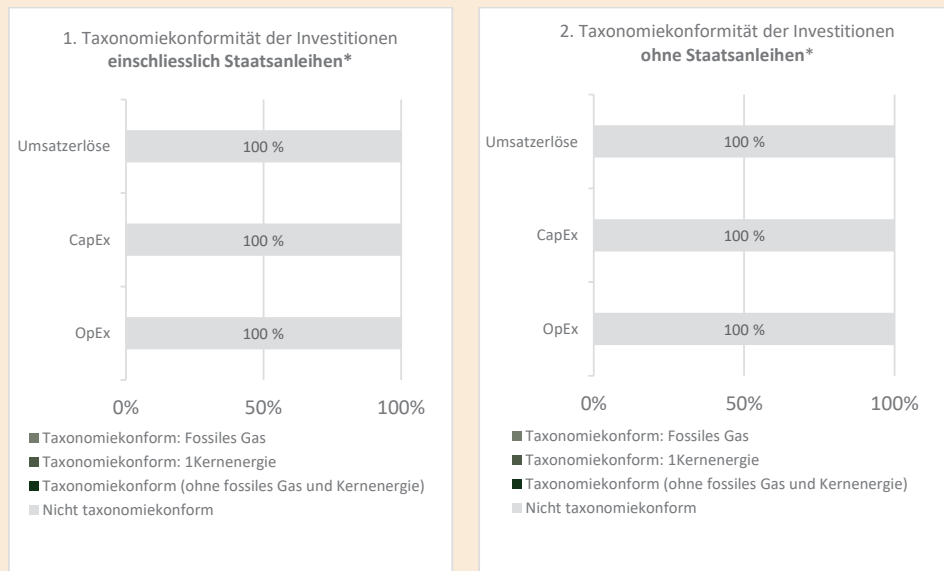 1. Taxonomiekonformität der Investitionen
einschliesslich Staatsanleihen*
Umsatzerlöse
100 %
CapEx
100 %
OpEx
100 %
0%
50%
100%
Taxonomiekonform: Fossiles Gas
Taxonomiekonform: 1Kernenergie
Taxonomiekonform (ohne fossiles Gas und Kernenergie)
Nicht taxonomiekonform
2. Taxonomiekonformität der Investitionen
ohne Staatsanleihen*
Umsatzerlöse
100 %
CapEx
100 %
OpEx
100 %
0%
50%
100%
Taxonomiekonform: Fossiles Gas
Taxonomiekonform: 1Kernenergie
Taxonomiekonform (ohne fossiles Gas und Kernenergie)
Nicht taxonomiekonform